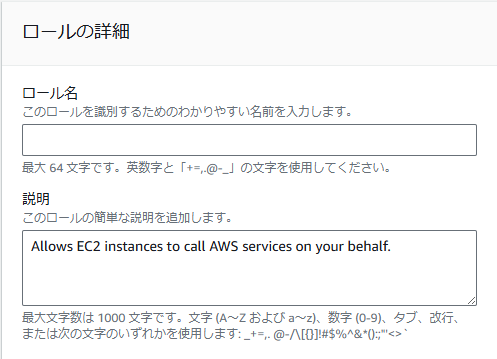 ロールの詳細
ロール名
このロールを識別するためのわかりやすい名前を入力します。
最大 64 文字です。英数字と「+=,.@-_」の文字を使用してください。
説明
このロールの簡単な説明を追加します。
Allows EC2 instances to call AWS services on your behalf.
最大文字数は 1000 文字です。文字 (A～Z および a～z)、数字 (0-9)、タブ、改行、
または次の文字のいずれかを使用します: _+=,. @-/\[{}]!#$%^&*();:"'<>`